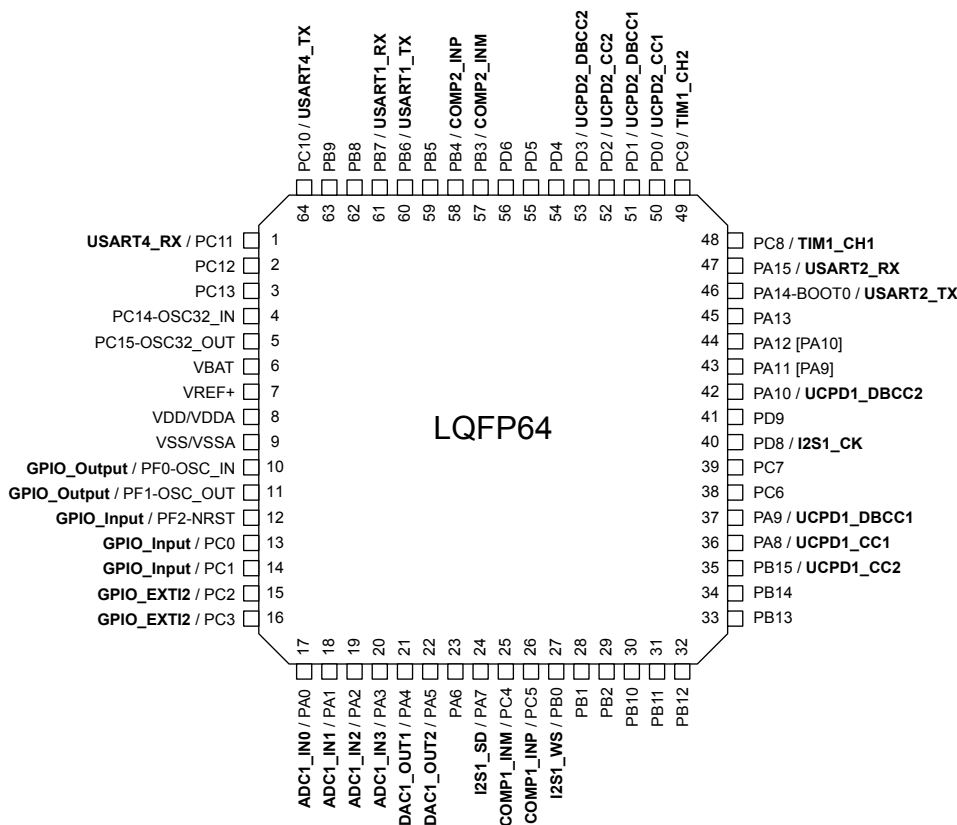 PC10 / USART4_TX
PB9
PB8
PB7 / USART1_RX
PB6 / USART1_TX
PB5
PB4 / COMP2_INP
PB3 / COMP2_INM
PD6
PD5
PD4
PD3 / UCPD2_DBCC2
PD2 / UCPD2_CC2
PD1 / UCPD2_DBCC1
PD0 / UCPD2_CC1
PC9 / TIM1_CH2
64 63 62 61 60 59 58 57 56 55 54 53 52 51 50 49
USART4_RX / PC11 1
PC12 2
PC13 3
PC14-OSC32_IN 4
PC15-OSC32_OUT 5
VBAT 6
VREF+ 7
VDD/VDDA 8
VSS/VSSA 9
GPIO_Output / PF0-OSC_IN 10
GPIO_Output / PF1-OSC_OUT 11
GPIO_Input / PF2-NRST 12
GPIO_Input / PC0 13
GPIO_Input / PC1 14
GPIO_EXTI2 / PC2 15
GPIO_EXTI2 / PC3 16
LQFP64
48 PC8 / TIM1_CH1
47 PA15 / USART2_RX
46 PA14-BOOT0 / USART2_TX
45 PA13
44 PA12 [PA10]
43 PA11 [PA9]
42 PA10 / UCPD1_DBCC2
41 PD9
40 PD8 / I2S1_CK
39 PC7
38 PC6
37 PA9 / UCPD1_DBCC1
36 PA8 / UCPD1_CC1
35 PB15 / UCPD1_CC2
34 PB14
33 PB13
17 18 19 20 21 22 23 24 25 26 27 28 29 30 31 32
ADC1_IN0 / PA0
ADC1_IN1 / PA1
ADC1_IN2 / PA2
ADC1_IN3 / PA3
DAC1_OUT1 / PA4
DAC1_OUT2 / PA5
PA6
I2S1_SD / PA7
COMP1_INM / PC4
COMP1_INP / PC5
I2S1_WS / PB0
PB1
PB2
PB10
PB11
PB12